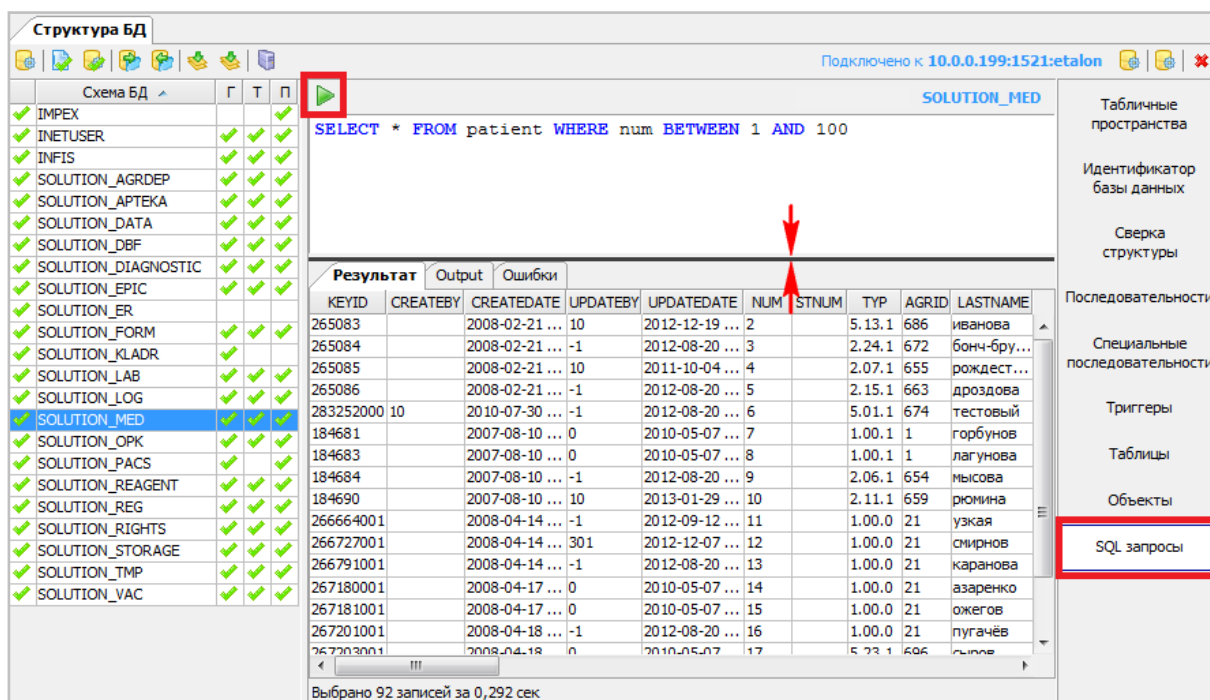 Структура БД
Подключено к 10.0.0.199:1521:etalon
Схема БД Г Т П
IMPEX
INETUSER
INFIS
SOLUTION_AGRDEP
SOLUTION_APTEKA
SOLUTION_DATA
SOLUTION_DBF
SOLUTION_DIAGNOSTIC
SOLUTION_EPIC
SOLUTION_ER
SOLUTION_FORM
SOLUTION_KLADR
SOLUTION_LAB
SOLUTION_LOG
SOLUTION_MED
SOLUTION_OPK
SOLUTION_PACS
SOLUTION_REAGENT
SOLUTION_REG
SOLUTION_RIGHTS
SOLUTION_STORAGE
SOLUTION_TMP
SOLUTION_VAC
SOLUTION_MED
SELECT * FROM patient WHERE num BETWEEN 1 AND 100
Результат Output Ошибки
KEYID CREATEBY CREATEDATE UPDATEBY UPDATEDATE NUM STNUM TYP AGRID LASTNAME
265083 2008-02-21 ... 10 2012-12-19 ... 2 5.13.1 686 иванова
265084 2008-02-21 ... -1 2012-08-20 ... 3 2.24.1 672 бонч-бру...
265085 2008-02-21 ... 10 2011-10-04 ... 4 2.07.1 655 рождест...
265086 2008-02-21 ... -1 2012-08-20 ... 5 2.15.1 663 дроздова
283252000 10 2010-07-30 ... -1 2012-08-20 ... 6 5.01.1 674 тестовый
184681 2007-08-10 ... 0 2010-05-07 ... 7 1.00.1 1 горбунов
184683 2007-08-10 ... 0 2010-05-07 ... 8 1.00.1 1 лагунова
184684 2007-08-10 ... -1 2012-08-20 ... 9 2.06.1 654 мысова
184690 2007-08-10 ... 10 2013-01-29 ... 10 2.11.1 659 рюмина
266664001 2008-04-14 ... -1 2012-09-12 ... 11 1.00.0 21 узкая
266727001 2008-04-14 ... 301 2012-12-07 ... 12 1.00.0 21 смирнов
266791001 2008-04-14 ... -1 2012-08-20 ... 13 1.00.0 21 каранова
267180001 2008-04-17 ... 0 2010-05-07 ... 14 1.00.0 21 азаренко
267181001 2008-04-17 ... 0 2010-05-07 ... 15 1.00.0 21 ожегов
267201001 2008-04-18 ... -1 2012-08-20 ... 16 1.00.0 21 пугачёв
267203001 2008-04-18 ... 0 2010-05-07 ... 17 5.23.1 696 сыров
Выбрано 92 записей за 0,292 сек
Табличные
пространства
Идентификатор
базы данных
Сверка
структуры
Последовательности
Специальные
последовательности
Триггеры
Таблицы
Объекты
SQL запросы